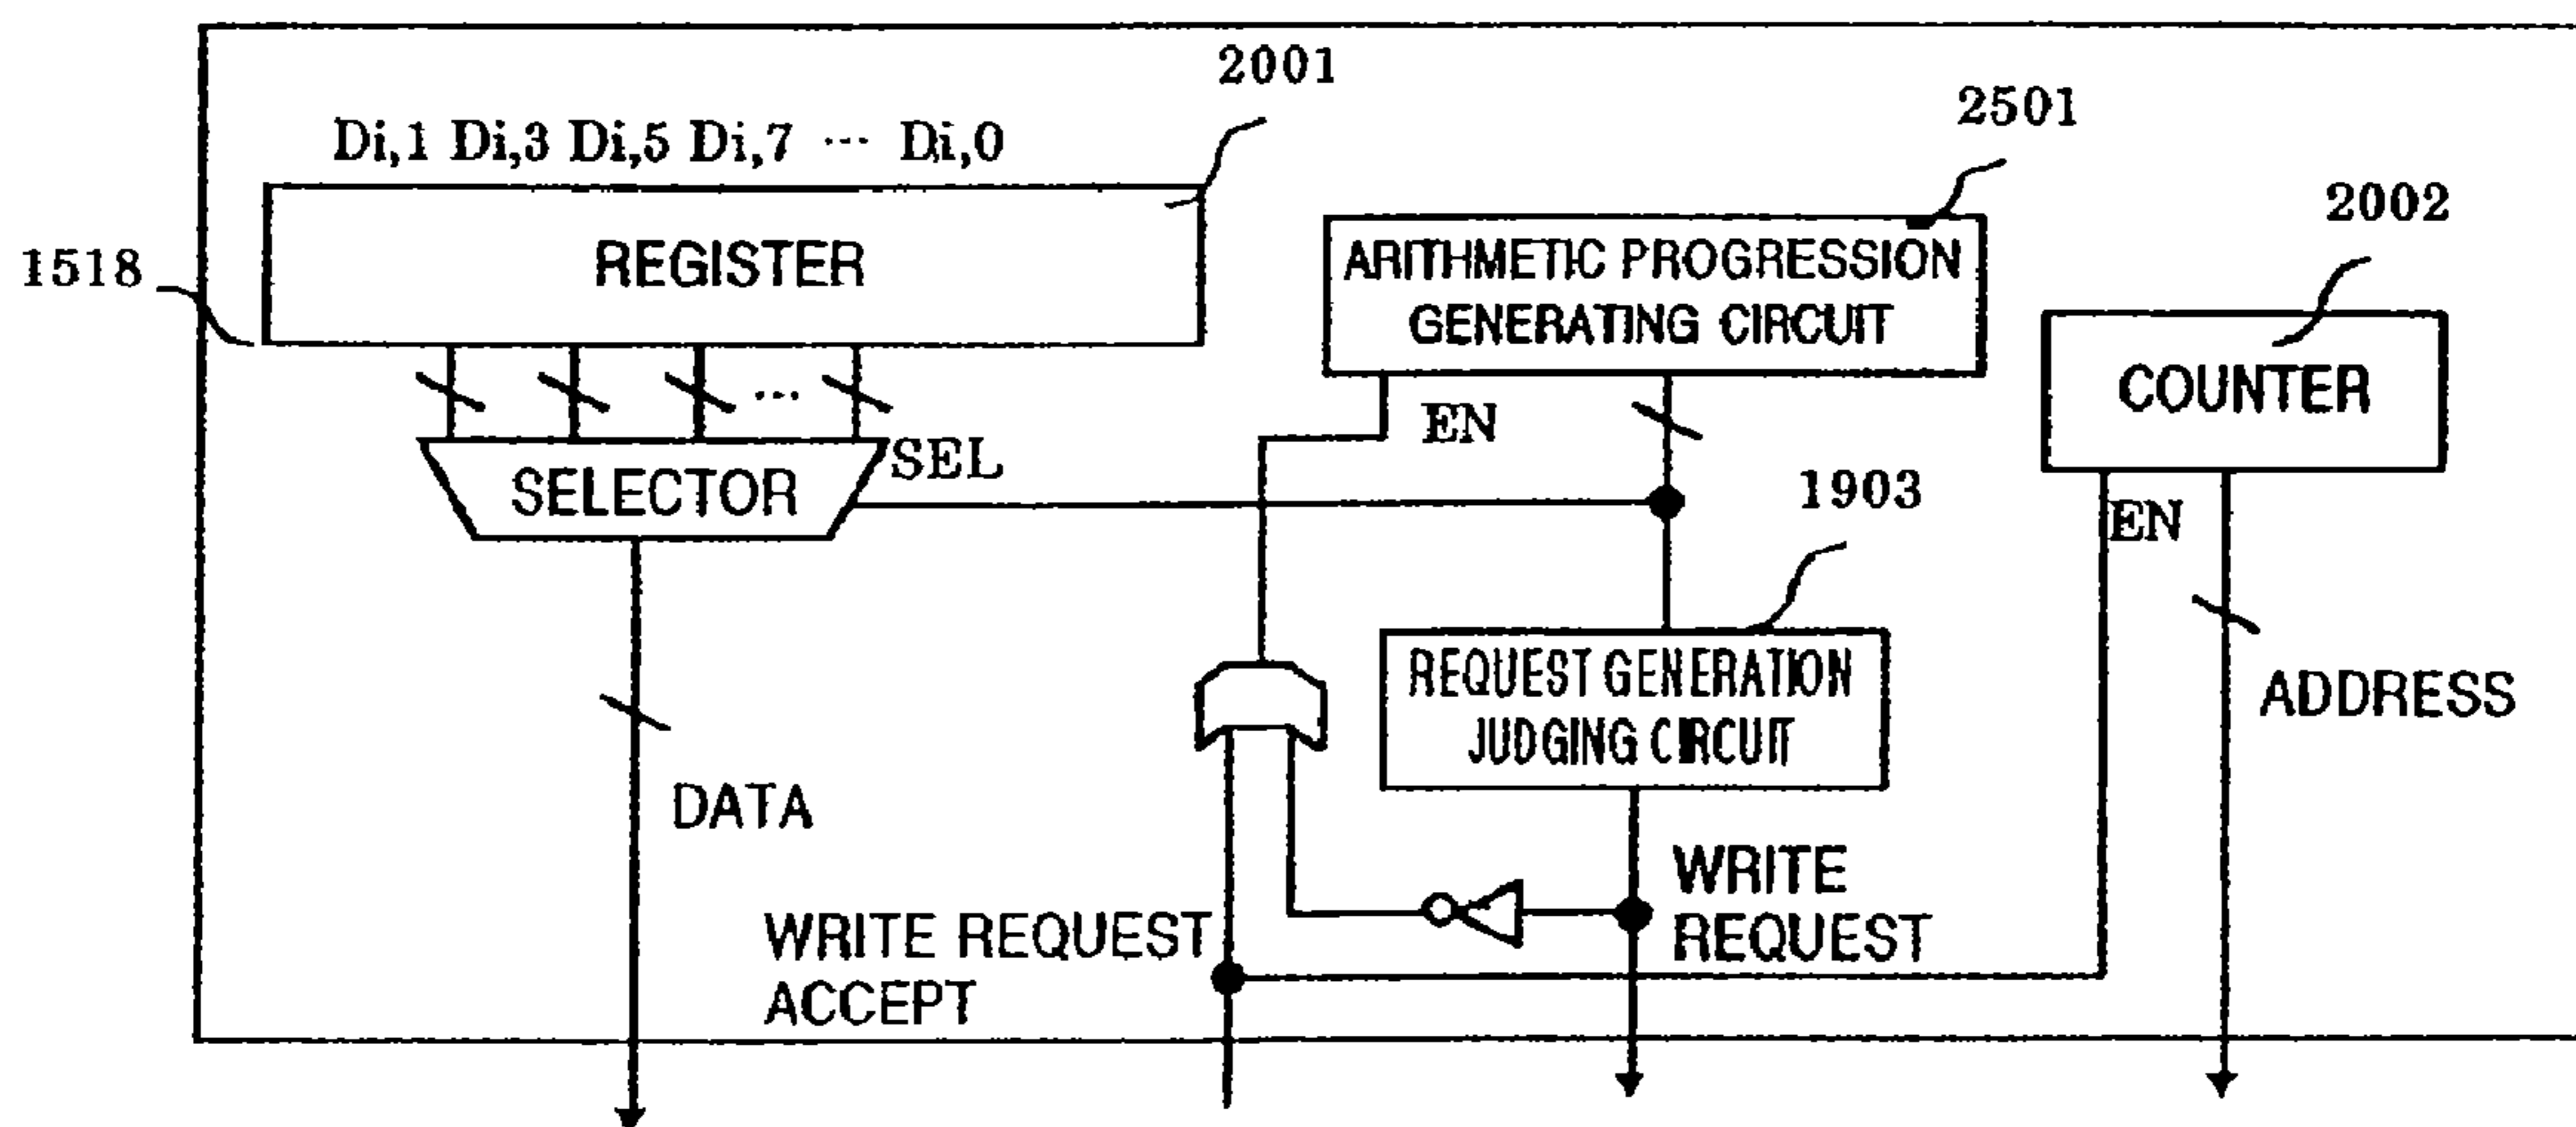 2001
2501
Di,1 Di,3 Di,5 Di,7 ... Di,0
2002
1518
REGISTER
ARITHMETIC PROGRESSION
GENERATING CIRCUIT
COUNTER
...
EN
SEL
SELECTOR
1903
EN
REQUEST GENERATION
JUDGING CIRCUIT
ADDRESS
DATA
WRITE
REQUEST
WRITE REQUEST
ACCEPT